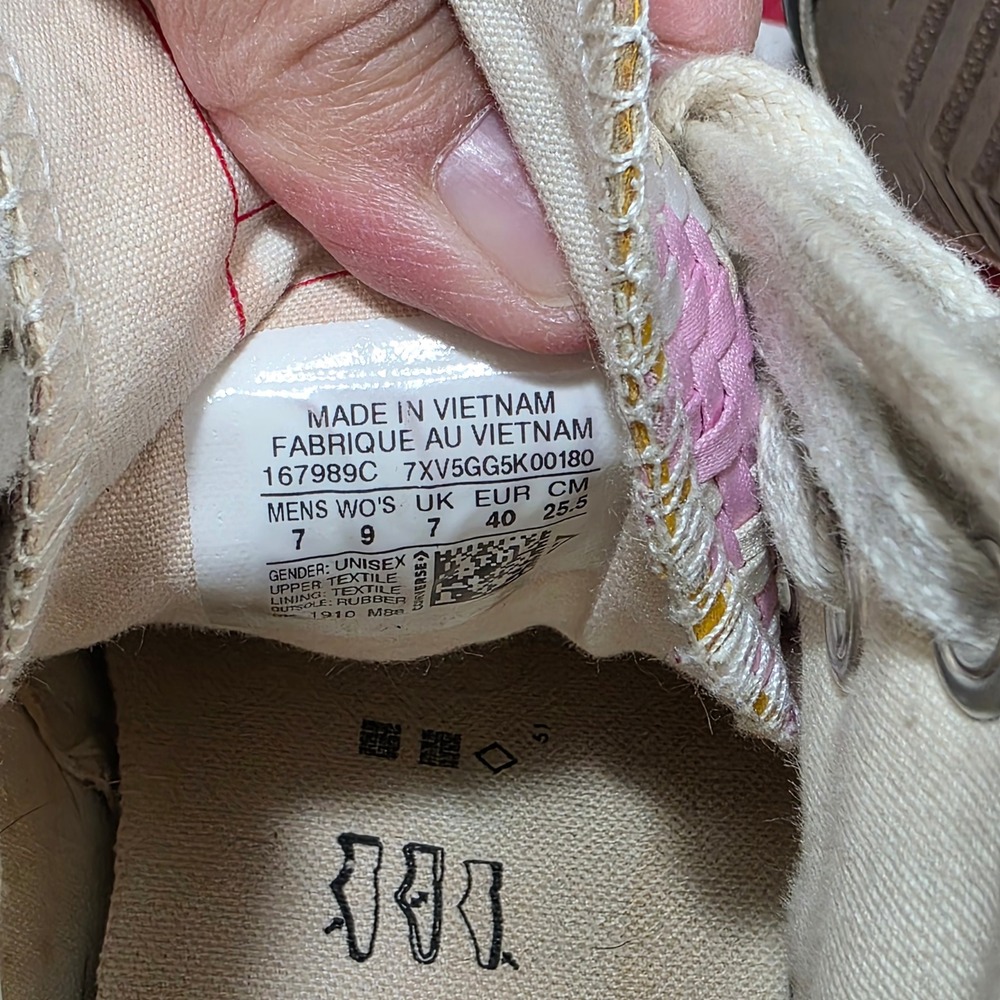 MADE IN VIETNAM
FABRIQUE AU VIETNAM
167989C 7XV5GG5K00180
MENS WO'S UK EUR CM
7 9 7 40 25.5
GENDER: UNISEX
UPPER: TEXTILE
LINING: TEXTILE
OUTSOLE: RUBBER
1910
CONVERSE